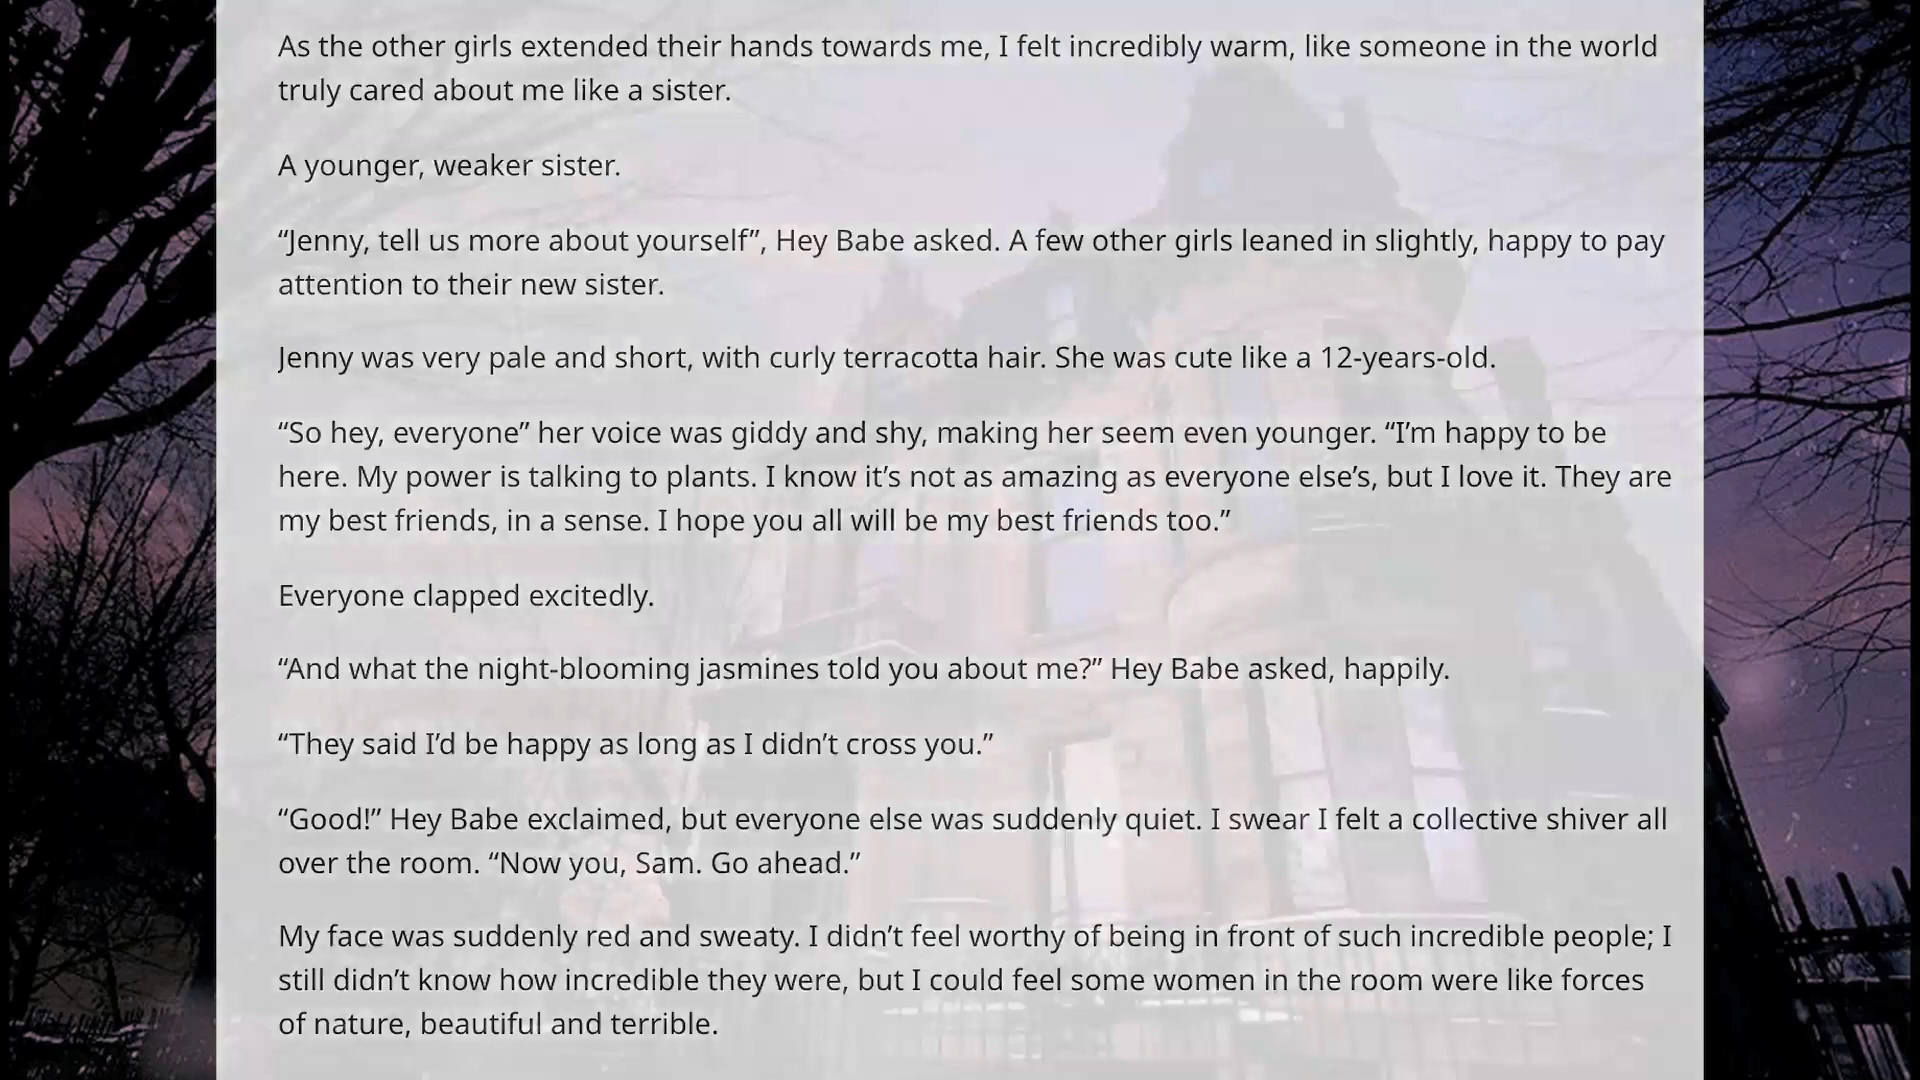 As the other girls extended their hands towards me, I felt incredibly warm, like someone in the world
truly cared about me like a sister.
A younger, weaker sister.
“Jenny, tell us more about yourself”, Hey Babe asked. A few other girls leaned in slightly, happy to pay
attention to their new sister.
Jenny was very pale and short, with curly terracotta hair. She was cute like a 12-years-old.
“So hey, everyone” her voice was giddy and shy, making her seem even younger. “I’m happy to be
here. My power is talking to plants. I know it’s not as amazing as everyone else’s, but I love it. They are
my best friends, in a sense. I hope you all will be my best friends too.”
Everyone clapped excitedly.
“And what the night-blooming jasmines told you about me?” Hey Babe asked, happily.
“They said I’d be happy as long as I didn’t cross you.”
“Good!” Hey Babe exclaimed, but everyone else was suddenly quiet. I swear I felt a collective shiver all
over the room. “Now you, Sam. Go ahead.”
My face was suddenly red and sweaty. I didn’t feel worthy of being in front of such incredible people; I
still didn’t know how incredible they were, but I could feel some women in the room were like forces
of nature, beautiful and terrible.